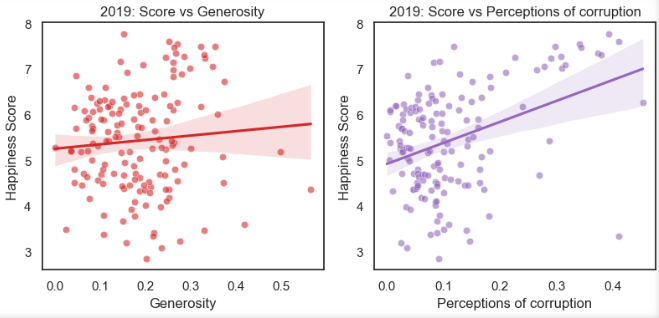 2019: Score vs Generosity
8
7
6
5
4
3
Happiness Score
0.0 0.1 0.2 0.3 0.4 0.5
Generosity
2019: Score vs Perceptions of corruption
8
7
6
5
4
3
Happiness Score
0.0 0.1 0.2 0.3 0.4
Perceptions of corruption